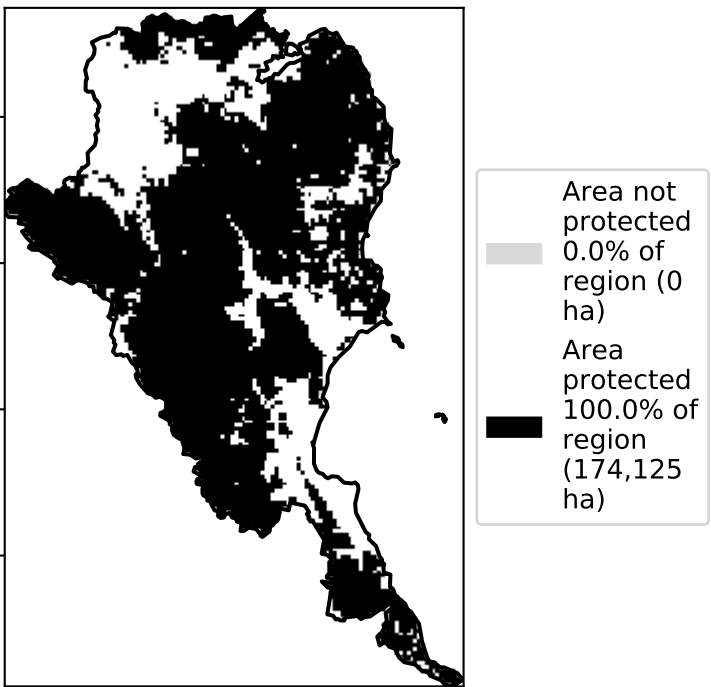 Area not
protected
0.0% of
region (0
ha)
Area
protected
100.0% of
region
(174,125
ha)